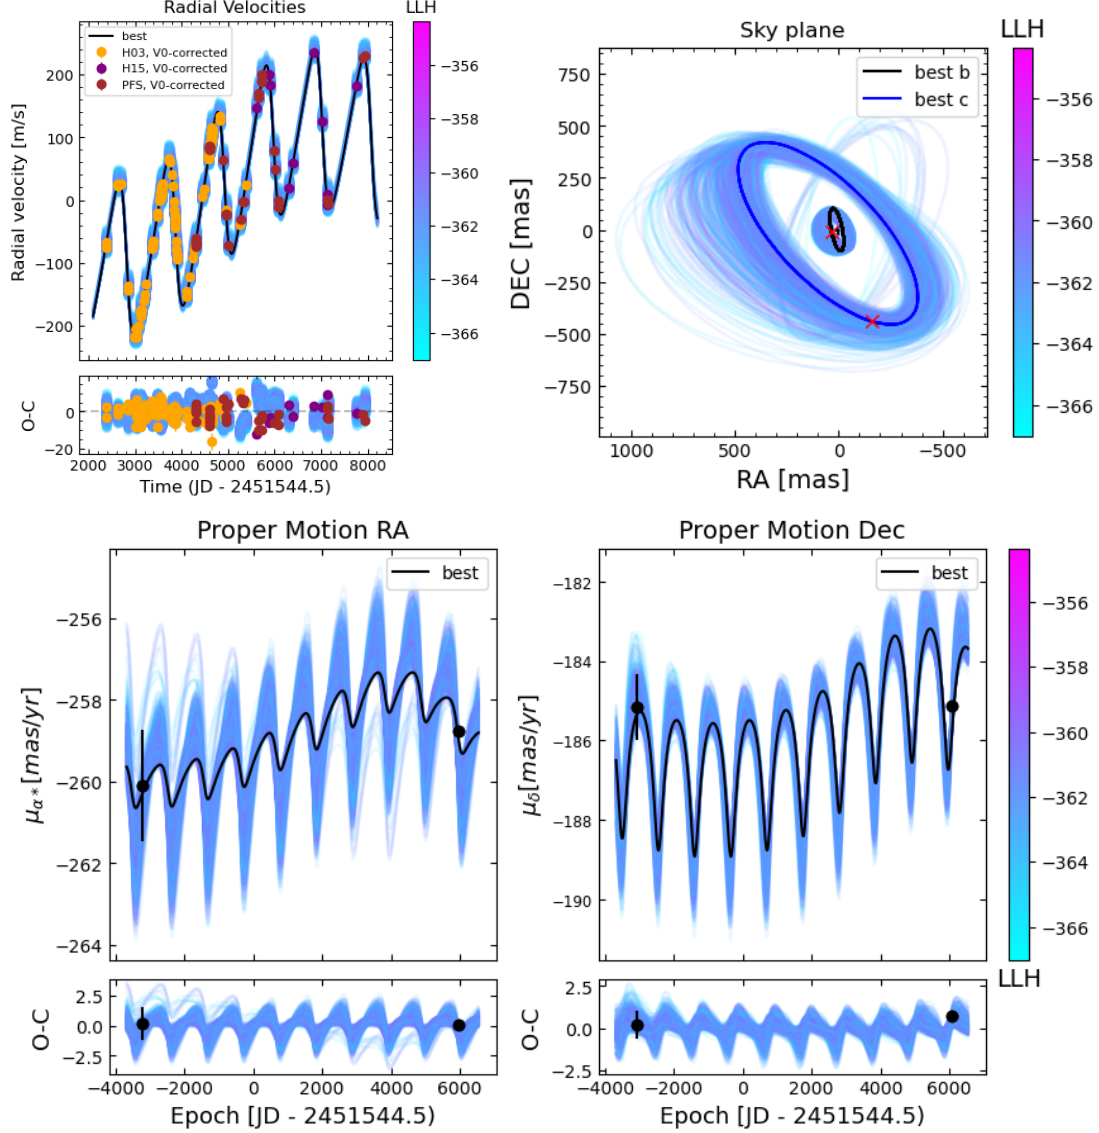 Radial Velocities
LLH
best
H03, V0-corrected
H15, V0-corrected
PFS, V0-corrected
Radial velocity [m/s]
200
100
0
−100
−200
−356
−358
−360
−362
−364
−366
O-C
0
−20
2000 3000 4000 5000 6000 7000 8000
Time (JD - 2451544.5)
Sky plane
LLH
best b
best c
DEC [mas]
750
500
250
0
−250
−500
−750
1000 500 0 −500
RA [mas]
−356
−358
−360
−362
−364
−366
Proper Motion RA
best
μα* [mas/yr]
−256
−258
−260
−262
−264
O-C
2.5
0.0
−2.5
−4000 −2000 0 2000 4000 6000
Epoch [JD - 2451544.5)
Proper Motion Dec
best
μδ[mas/yr]
−182
−184
−186
−188
−190
−356
−358
−360
−362
−364
−366
LLH
O-C
2.5
0.0
−2.5
−4000 −2000 0 2000 4000 6000
Epoch [JD - 2451544.5)